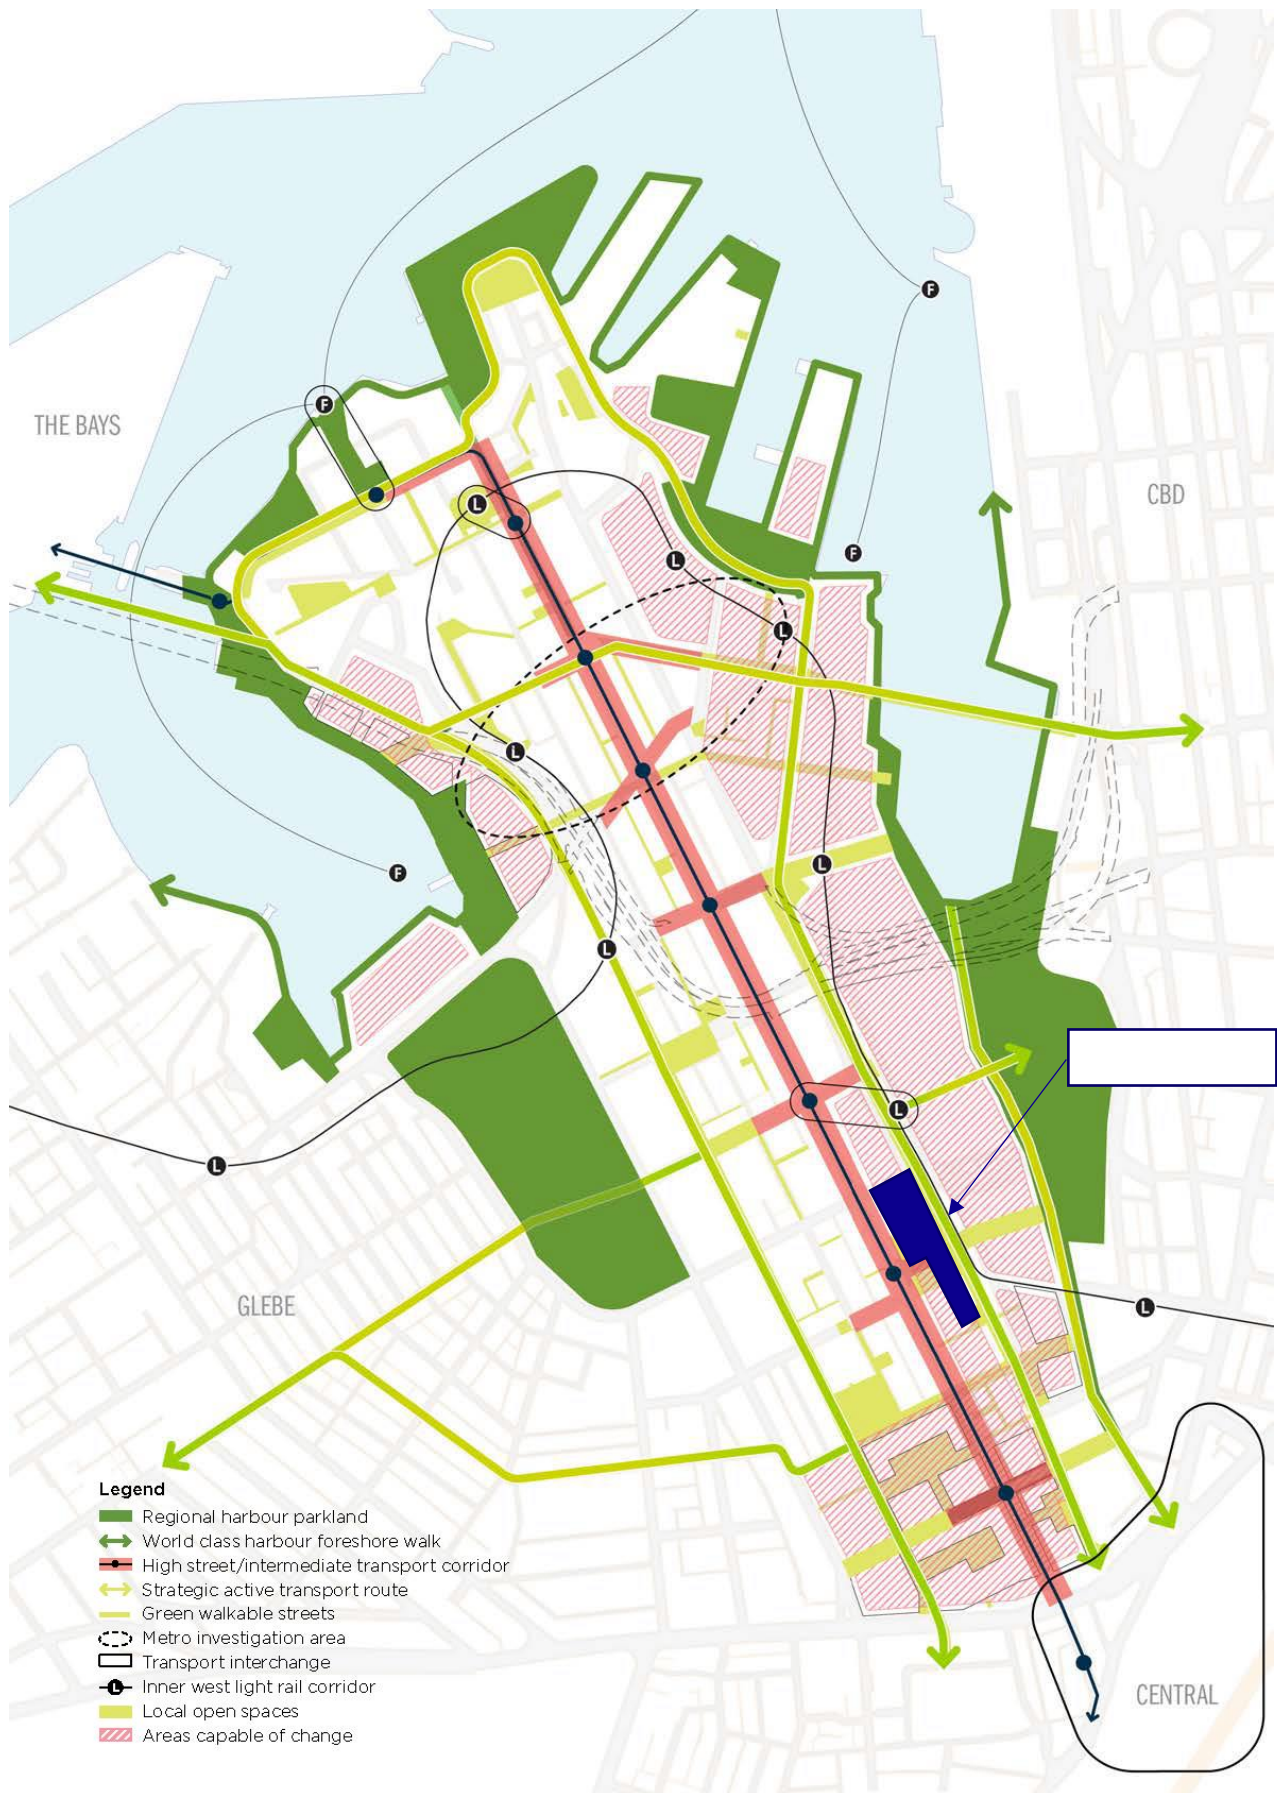 F
F
THE BAYS
F
CBD
L
F
L
L
L
L
F
L
L
L
GLEBE
L
Legend
Regional harbour parkland
World class harbour foreshore walk
High street/intermediate transport corridor
Strategic active transport route
Green walkable streets
Metro investigation area
Transport interchange
L Inner west light rail corridor
Local open spaces
Areas capable of change
CENTRAL